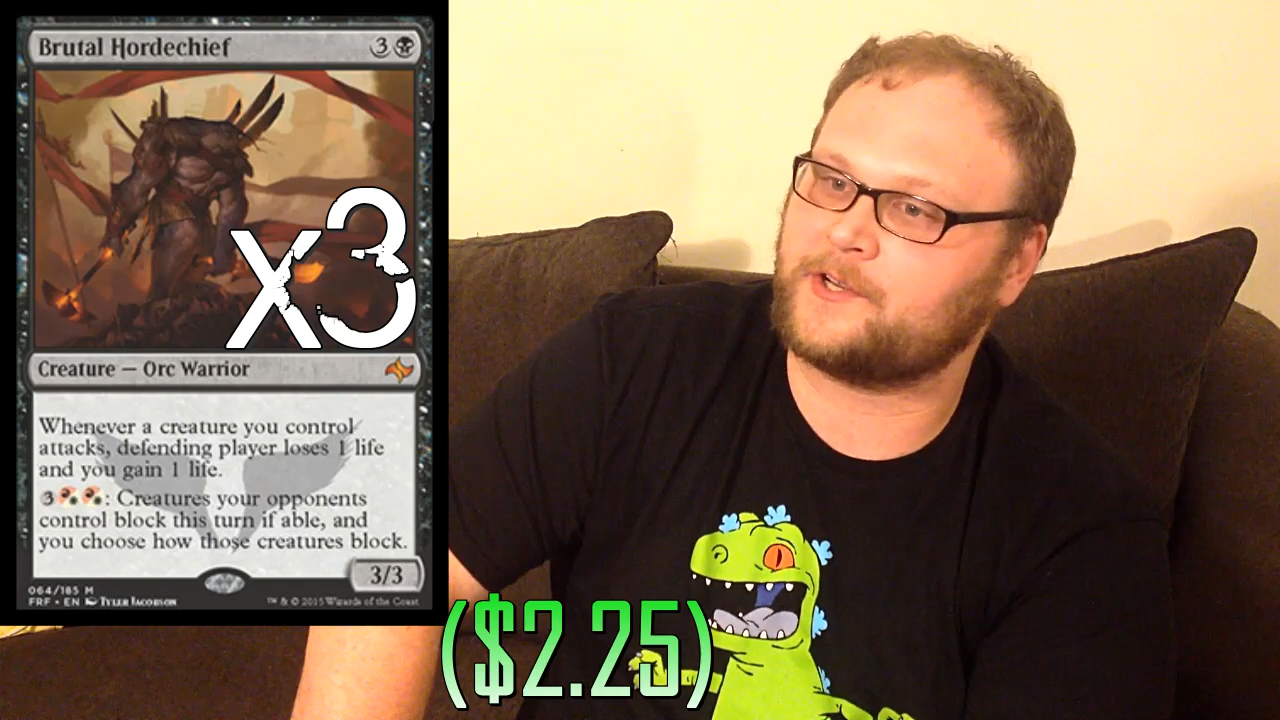 Brutal Hordechief 3
x3
Creature — Orc Warrior
Whenever a creature you control
attacks, defending player loses 1 life
and you gain 1 life.
3: Creatures your opponents
control block this turn if able, and
you choose how those creatures block.
3/3
064/185 M
FRF • EN Tyler Jacobson ™ & © 2015 Wizards of the Coast
($2.25)